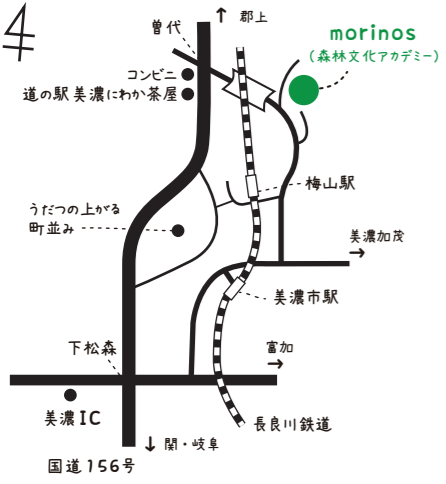 ↑ 郡上
曽代
morinos
(森林文化アカデミー)
コンビニ
道の駅美濃にわか茶屋
梅山駅
うだつの上がる
町並み
美濃加茂
→
美濃市駅
下松森
富加
→
美濃IC
長良川鉄道
↓ 関・岐阜
国道156号